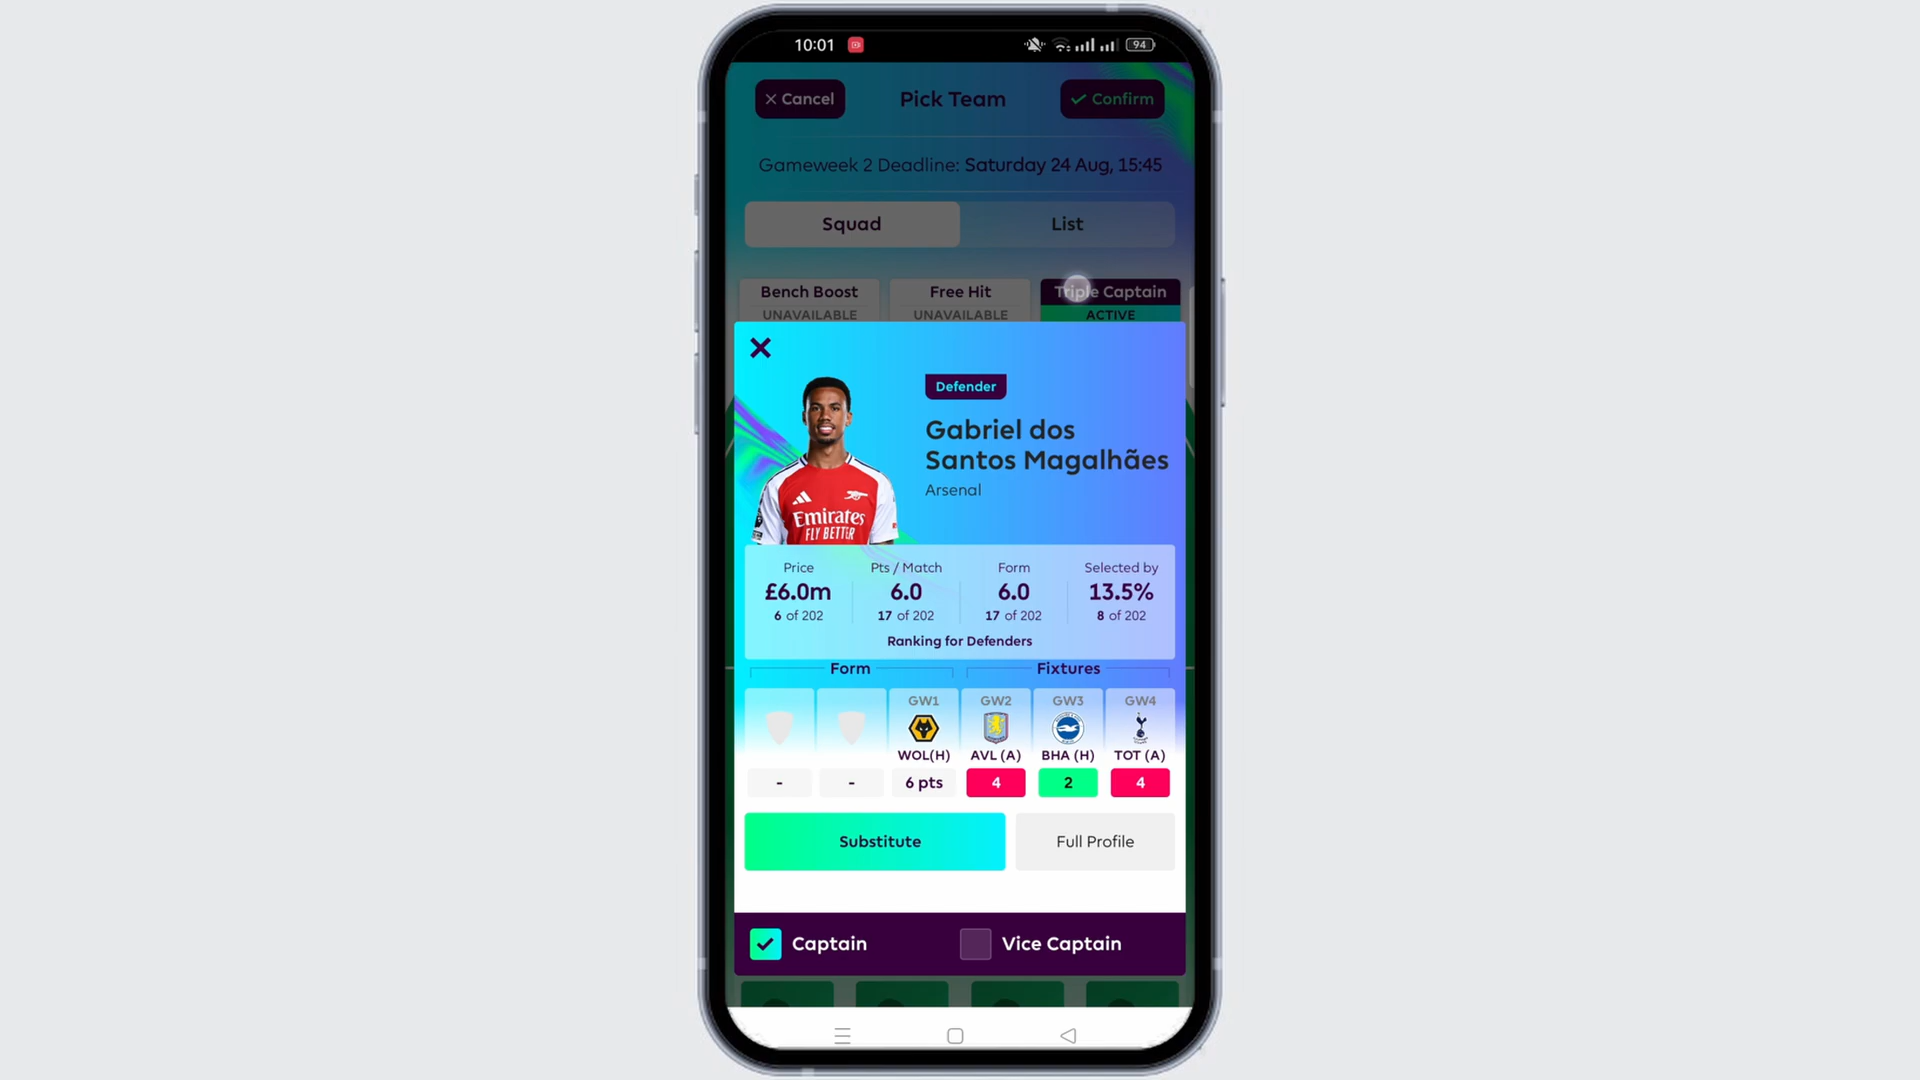 10:01
94
Cancel
Pick Team
Confirm
Gameweek 2 Deadline: Saturday 24 Aug, 15:45
Squad
List
Bench Boost
Free Hit
Triple Captain
UNAVAILABLE
UNAVAILABLE
ACTIVE
Defender
Gabriel dos
Santos Magalhães
Arsenal
Emirates
FLY BETTER
Price
Pts / Match
Form
Selected by
£6.0m
6.0
6.0
13.5%
6 of 202
17 of 202
17 of 202
8 of 202
Ranking for Defenders
Form
Fixtures
GW1
GW2
GW3
GW4
WOL(H)
AVL (A)
BHA (H)
TOT (A)
-
-
6 pts
4
2
4
Substitute
Full Profile
Captain
Vice Captain